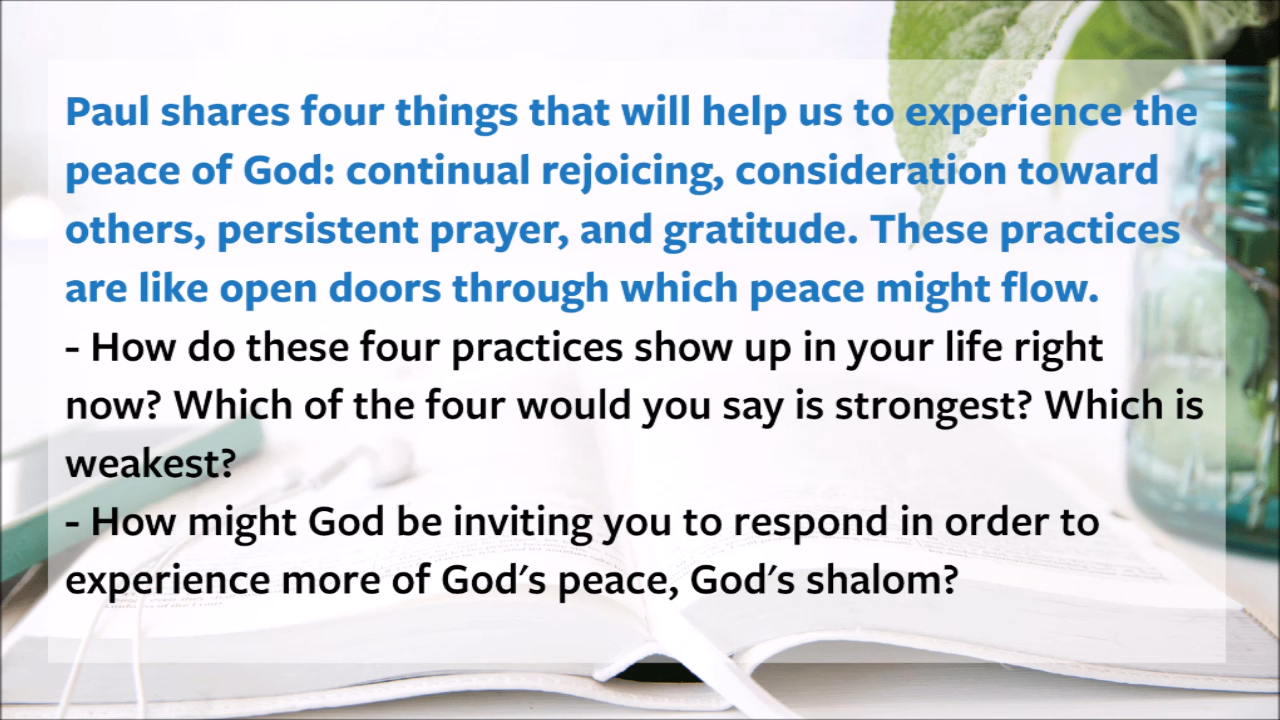 Paul shares four things that will help us to experience the
peace of God: continual rejoicing, consideration toward
others, persistent prayer, and gratitude. These practices
are like open doors through which peace might flow.
- How do these four practices show up in your life right
now? Which of the four would you say is strongest? Which is
weakest?
- How might God be inviting you to respond in order to
experience more of God's peace, God's shalom?